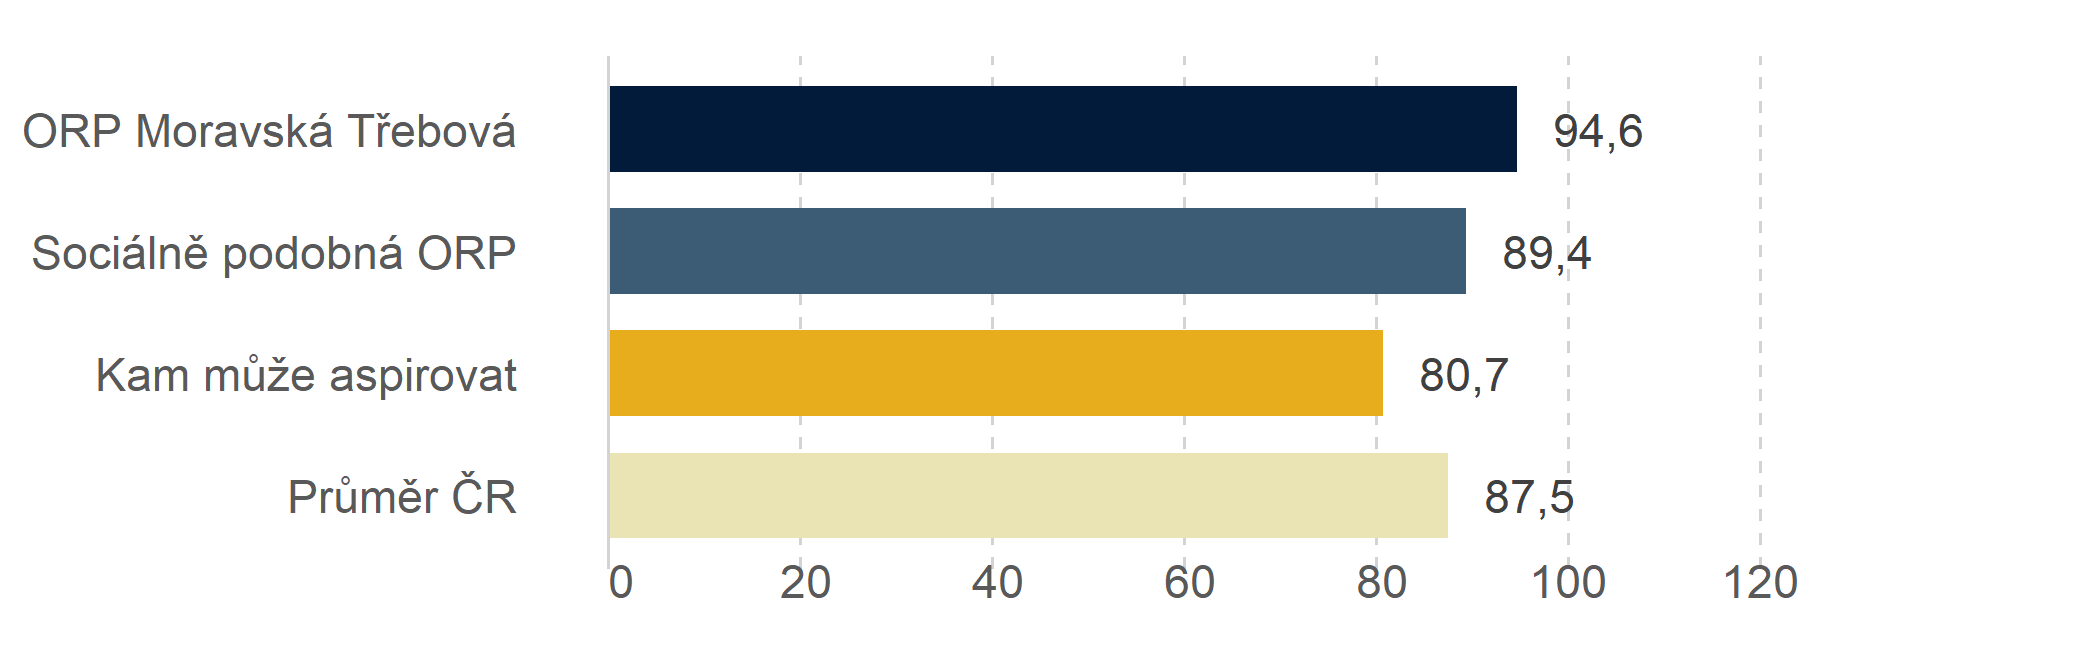 ORP Moravská Třebová 94,6
Sociálně podobná ORP 89,4
Kam může aspirovat 80,7
Průměr ČR 87,5
0 20 40 60 80 100 120